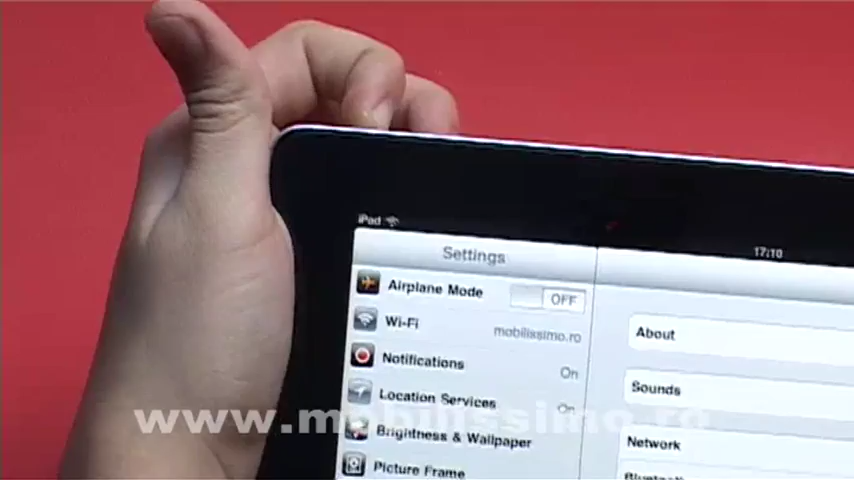 iPad
17:10
Settings
Airplane Mode OFF
Wi-Fi mobilissimo.ro
Notifications On
Location Services On
Brightness & Wallpaper
Picture Frame
About
Sounds
Network
Bluetooth
www.mobilissimo.ro